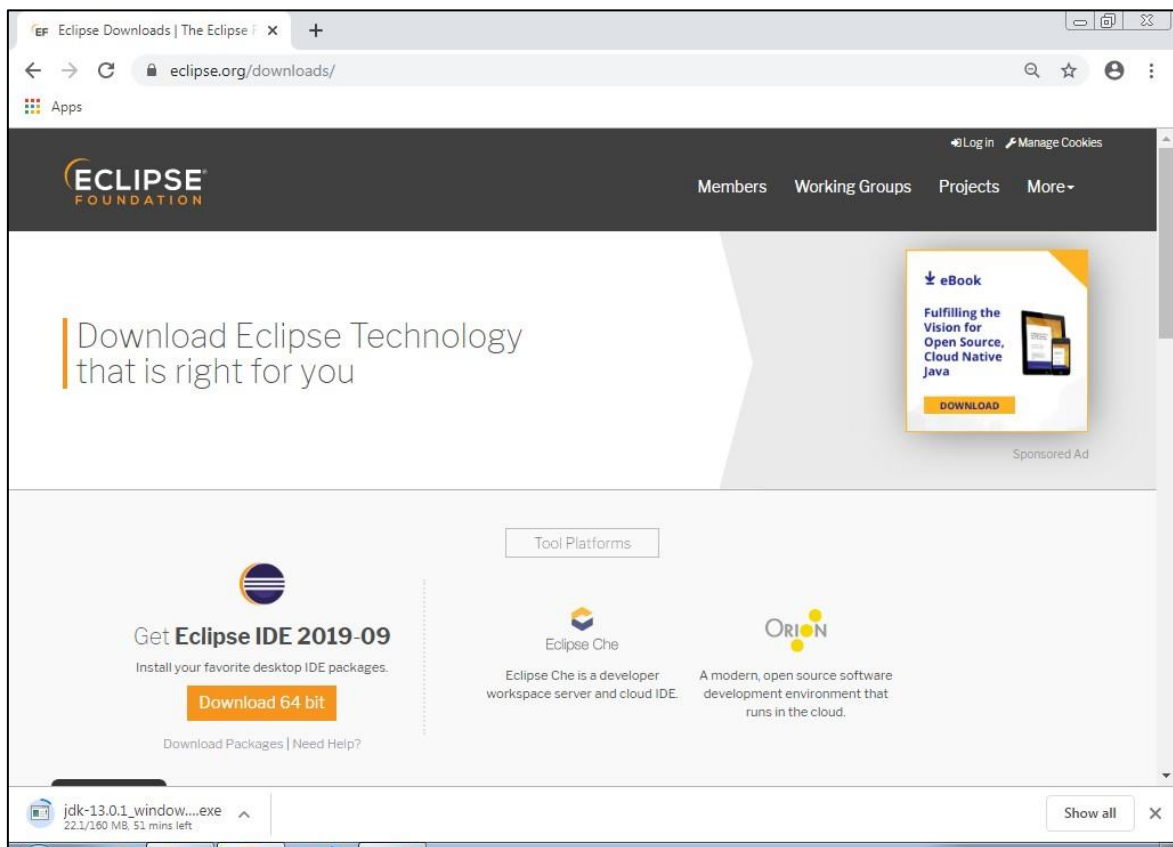 EF Eclipse Downloads | The Eclipse F
eclipse.org/downloads/
Apps
Log in Manage Cookies
ECLIPSE
FOUNDATION
Members Working Groups Projects More
eBook
Fulfilling the
Vision for
Open Source,
Cloud Native
Java
DOWNLOAD
Sponsored Ad
Download Eclipse Technology
that is right for you
Tool Platforms
Get Eclipse IDE 2019-09
Install your favorite desktop IDE packages.
Download 64 bit
Download Packages | Need Help?
Eclipse Che
Eclipse Che is a developer
workspace server and cloud IDE.
ORION
A modern, open source software
development environment that
runs in the cloud.
jdk-13.0.1_window....exe
22.1/160 MB, 51 mins left
Show all